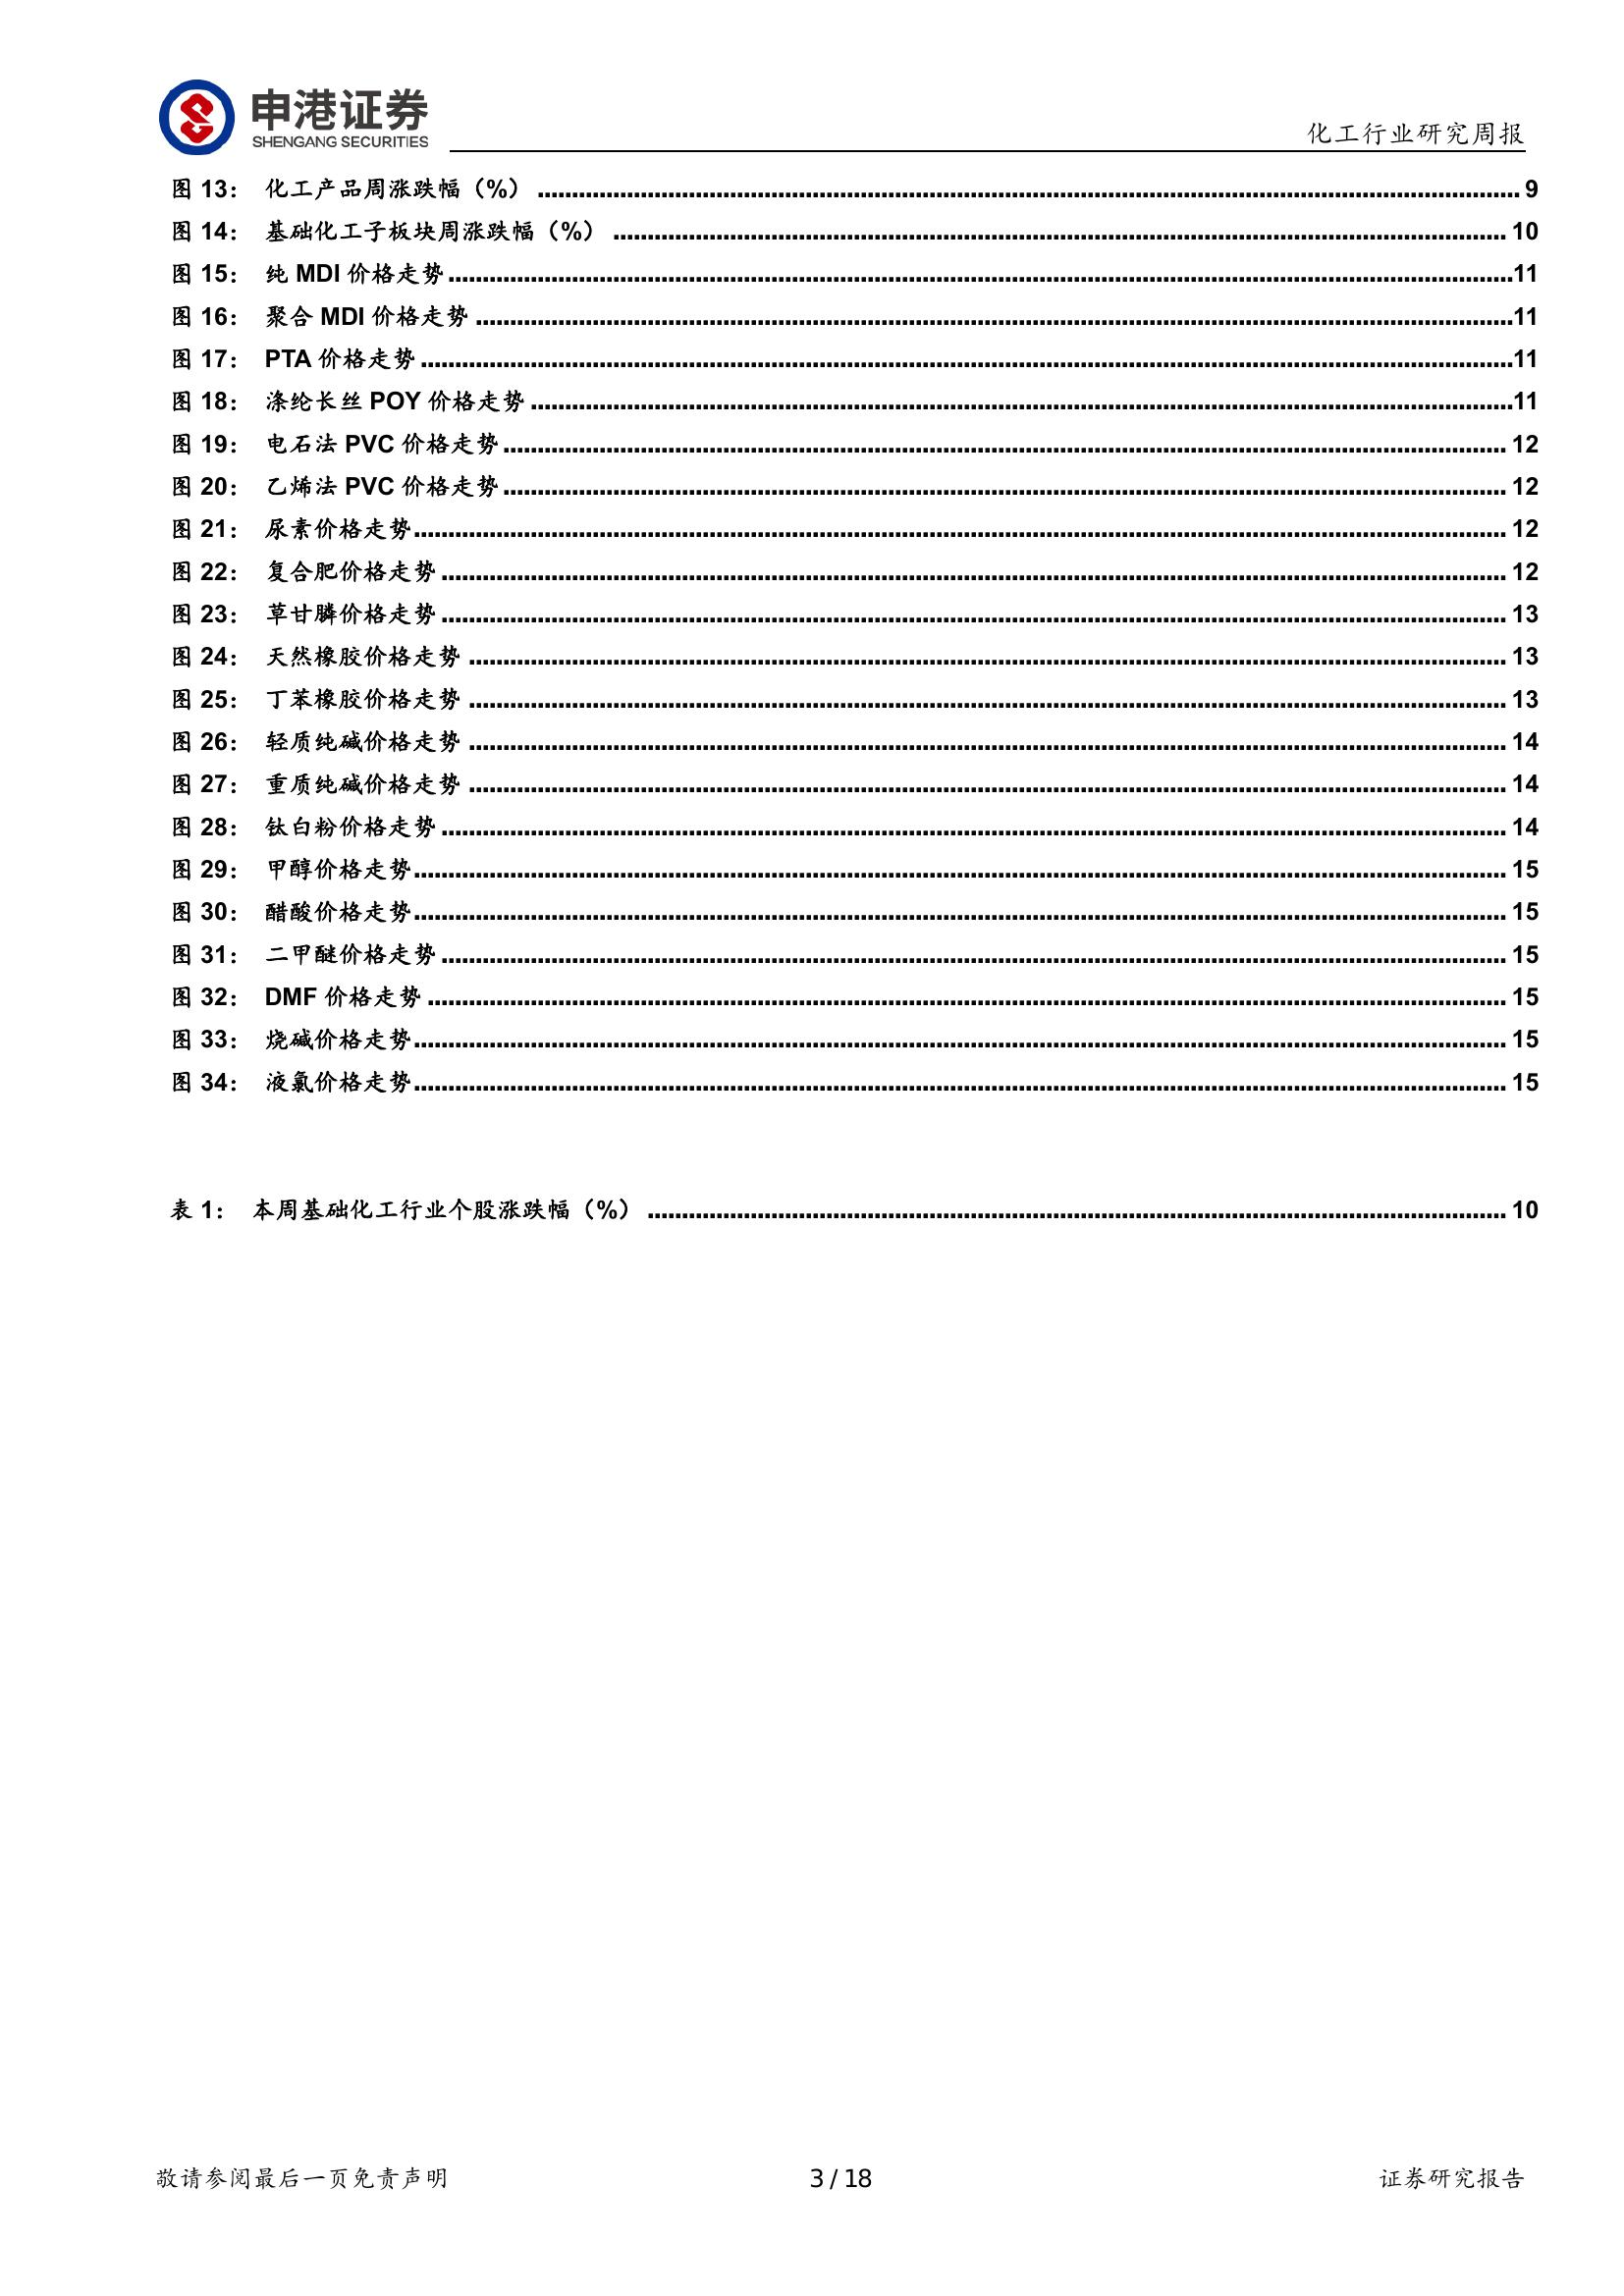 申港证券
SHENGANG SECURITIES
化工行业研究周报
图 13： 化工产品周涨跌幅（%） 9
图 14： 基础化工子板块周涨跌幅（%） 10
图 15： 纯 MDI 价格走势 11
图 16： 聚合 MDI 价格走势 11
图 17： PTA 价格走势 11
图 18： 涤纶长丝 POY 价格走势 11
图 19： 电石法 PVC 价格走势 12
图 20： 乙烯法 PVC 价格走势 12
图 21： 尿素价格走势 12
图 22： 复合肥价格走势 12
图 23： 草甘膦价格走势 13
图 24： 天然橡胶价格走势 13
图 25： 丁苯橡胶价格走势 13
图 26： 轻质纯碱价格走势 14
图 27： 重质纯碱价格走势 14
图 28： 钛白粉价格走势 14
图 29： 甲醇价格走势 15
图 30： 醋酸价格走势 15
图 31： 二甲醚价格走势 15
图 32： DMF 价格走势 15
图 33： 烧碱价格走势 15
图 34： 液氯价格走势 15
表 1： 本周基础化工行业个股涨跌幅（%） 10
敬请参阅最后一页免责声明 3 / 18 证券研究报告